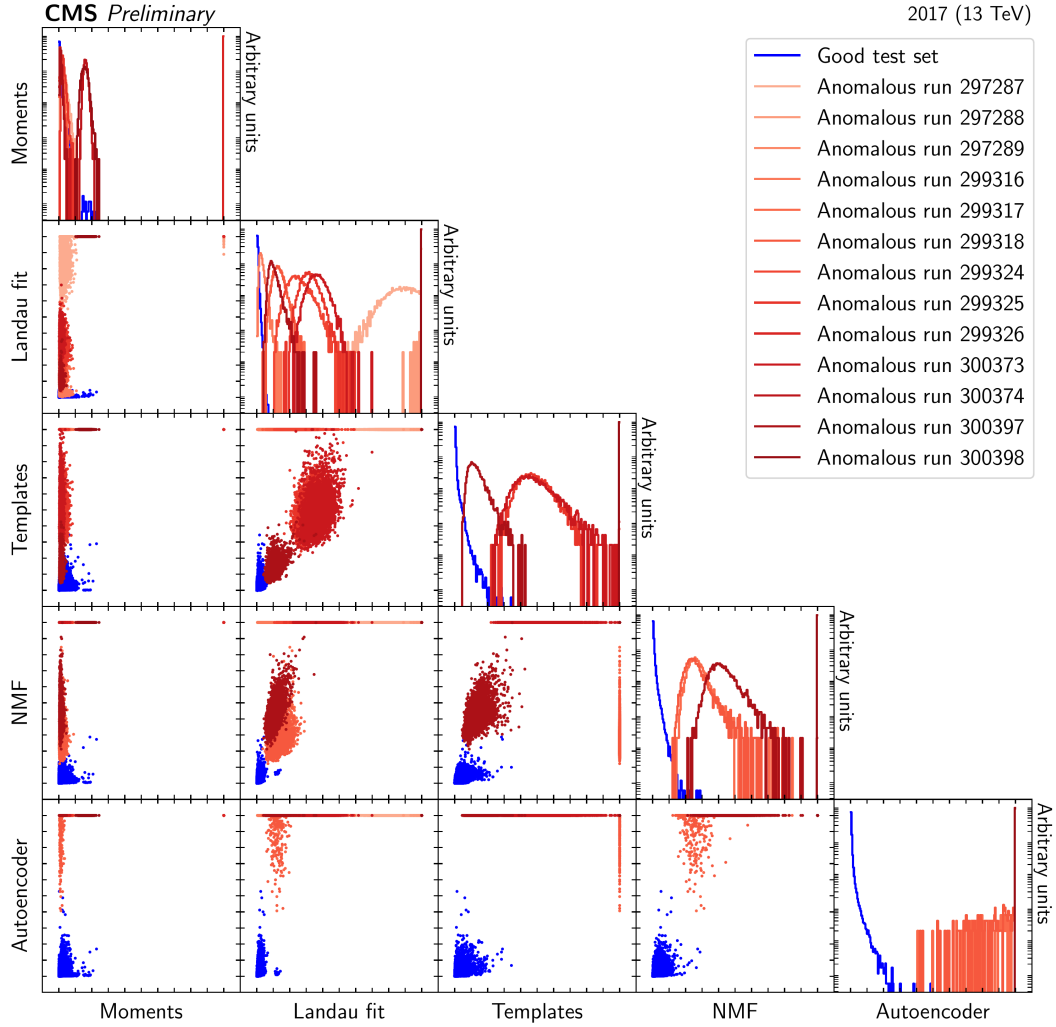 CMS Preliminary
2017 (13 TeV)
Good test set
Anomalous run 297287
Anomalous run 297288
Anomalous run 297289
Anomalous run 299316
Anomalous run 299317
Anomalous run 299318
Anomalous run 299324
Anomalous run 299325
Anomalous run 299326
Anomalous run 300373
Anomalous run 300374
Anomalous run 300397
Anomalous run 300398
Moments
Arbitrary units
Landau fit
Arbitrary units
Templates
Arbitrary units
NMF
Arbitrary units
Autoencoder
Arbitrary units
Moments
Landau fit
Templates
NMF
Autoencoder